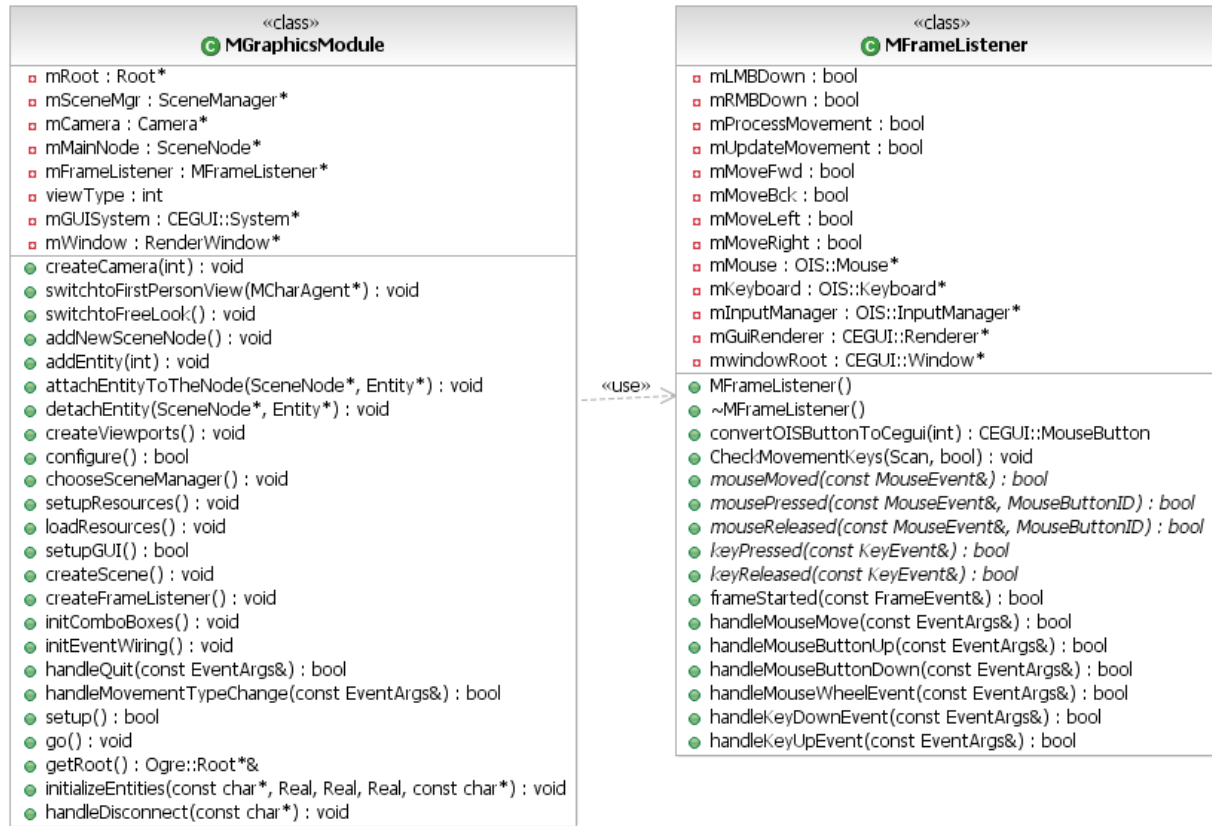 «class»
C MGraphicsModule
mRoot : Root*
mSceneMgr : SceneManager*
mCamera : Camera*
mMainNode : SceneNode*
mFrameListener : MFrameListener*
viewType : int
mGUISystem : CEGUI::System*
mWindow : RenderWindow*
createCamera(int) : void
switchtoFirstPersonView(MCharAgent*) : void
switchtoFreeLook() : void
addNewSceneNode() : void
addEntity(int) : void
attachEntityToTheNode(SceneNode*, Entity*) : void
detachEntity(SceneNode*, Entity*) : void
createViewports() : void
configure() : bool
chooseSceneManager() : void
setupResources() : void
loadResources() : void
setupGUI() : bool
createScene() : void
createFrameListener() : void
initComboBoxes() : void
initEventWiring() : void
handleQuit(const EventArgs&) : bool
handleMovementTypeChange(const EventArgs&) : bool
setup() : bool
go() : void
getRoot() : Ogre::Root*&
initializeEntities(const char*, Real, Real, Real, const char*) : void
handleDisconnect(const char*) : void
«use»
«class»
C MFrameListener
mLMBDown : bool
mRMBDown : bool
mProcessMovement : bool
mUpdateMovement : bool
mMoveFwd : bool
mMoveBck : bool
mMoveLeft : bool
mMoveRight : bool
mMouse : OIS::Mouse*
mKeyboard : OIS::Keyboard*
mInputManager : OIS::InputManager*
mGuiRenderer : CEGUI::Renderer*
mwindowRoot : CEGUI::Window*
MFrameListener()
~MFrameListener()
convertOISButtonToCegui(int) : CEGUI::MouseButton
CheckMovementKeys(Scan, bool) : void
mouseMoved(const MouseEvent&) : bool
mousePressed(const MouseEvent&, MouseButtonID) : bool
mouseReleased(const MouseEvent&, MouseButtonID) : bool
keyPressed(const KeyEvent&) : bool
keyReleased(const KeyEvent&) : bool
frameStarted(const FrameEvent&) : bool
handleMouseMove(const EventArgs&) : bool
handleMouseButtonUp(const EventArgs&) : bool
handleMouseButtonDown(const EventArgs&) : bool
handleMouseWheelEvent(const EventArgs&) : bool
handleKeyDownEvent(const EventArgs&) : bool
handleKeyUpEvent(const EventArgs&) : bool